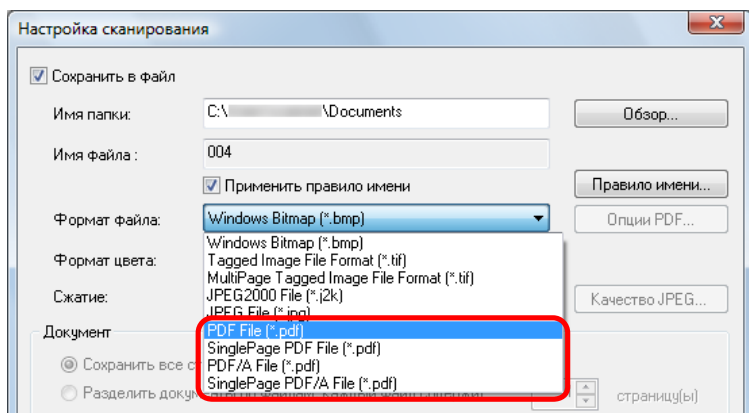 Настройка сканирования
Сохранить в файл
Имя папки: C:\ \Documents Обзор...
Имя файла : 004
Применить правило имени Правило имени...
Формат файла: Windows Bitmap (*.bmp) Опции PDF...
Windows Bitmap (*.bmp)
Формат цвета: Tagged Image File Format (*.tif)
MultiPage Tagged Image File Format (*.tif)
Сжатие: JPEG2000 File (*.j2k) Качество JPEG...
JPEG File (*.jpg)
Документ PDF File (*.pdf)
SinglePage PDF File (*.pdf)
Сохранить все PDF/A File (*.pdf)
SinglePage PDF/A File (*.pdf)
Разделить страницу(ы)